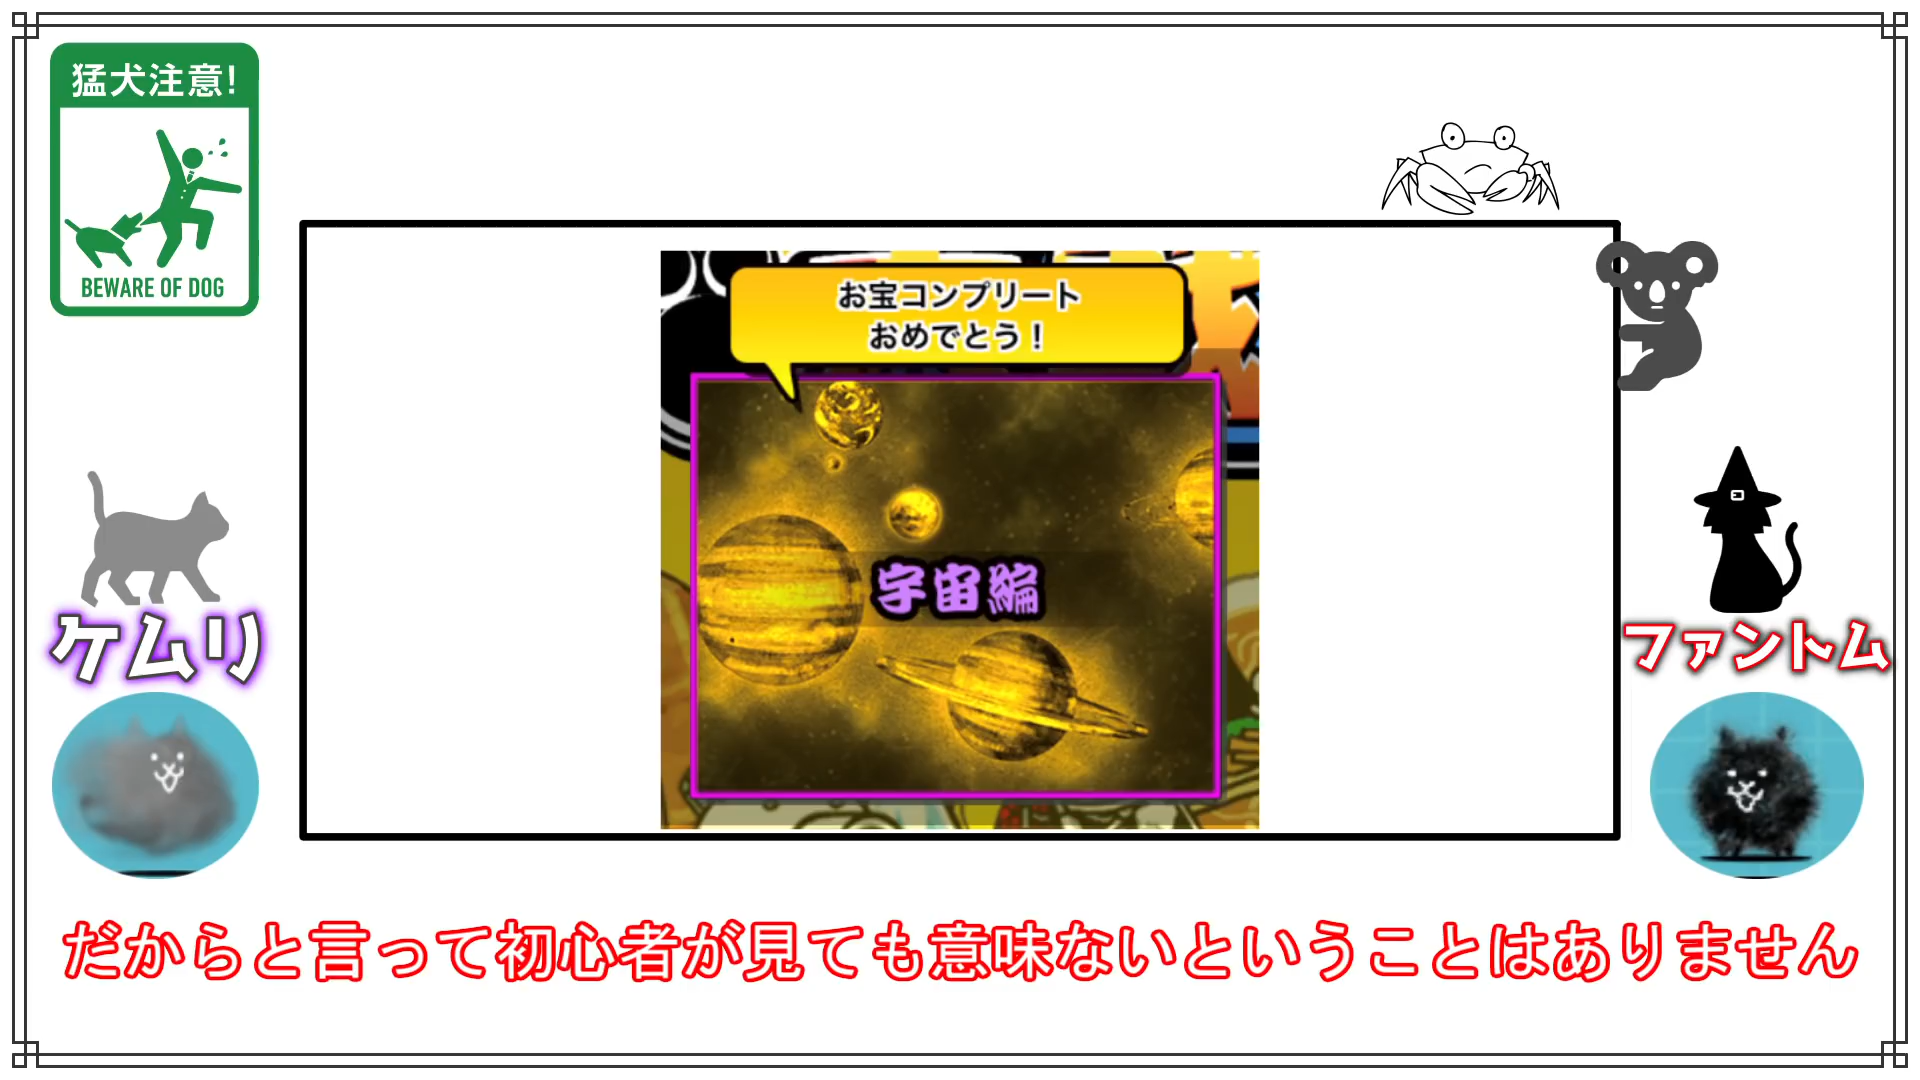 猛犬注意!
BEWARE OF DOG
お宝コンプリート
おめでとう!
宇宙編
ケムリ
ファントム
だからと言って初心者が見ても意味ないということはありません